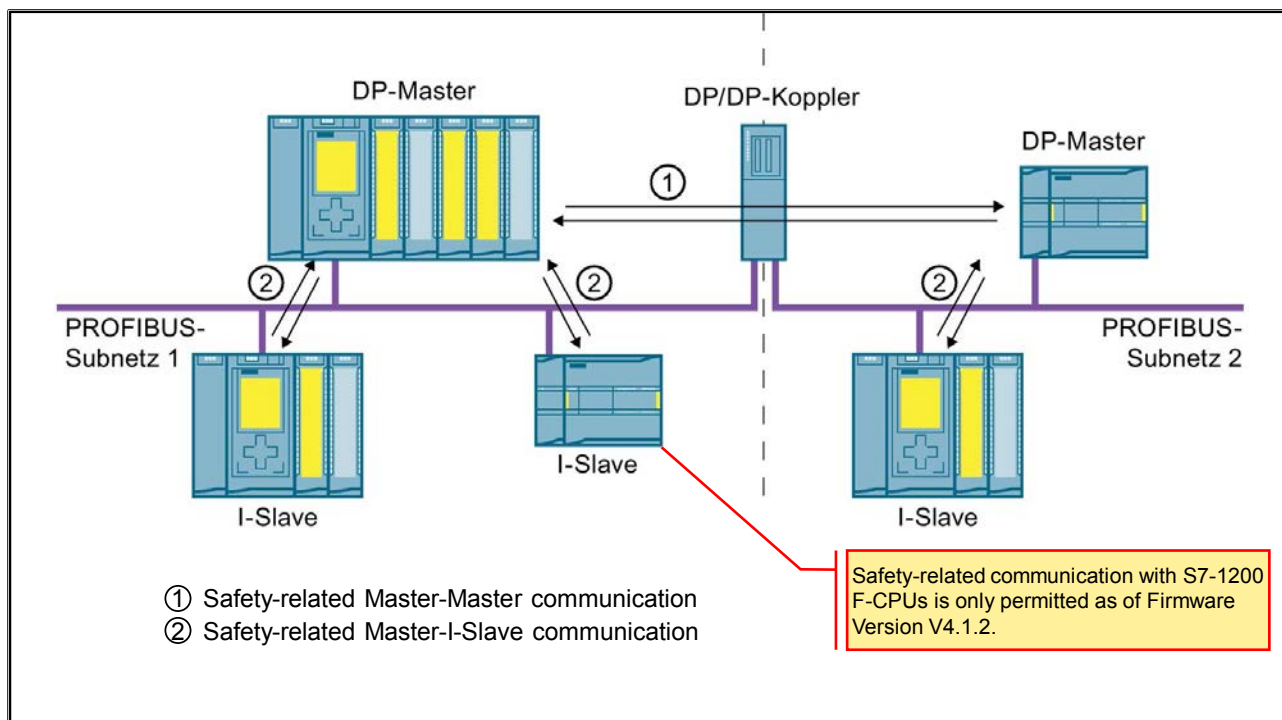 DP-Master
DP/DP-Koppler
DP-Master
1
2
2
2
PROFIBUS-
Subnetz 1
PROFIBUS-
Subnetz 2
I-Slave
I-Slave
I-Slave
1 Safety-related Master-Master communication
2 Safety-related Master-I-Slave communication
Safety-related communication with S7-1200
F-CPUs is only permitted as of Firmware
Version V4.1.2.